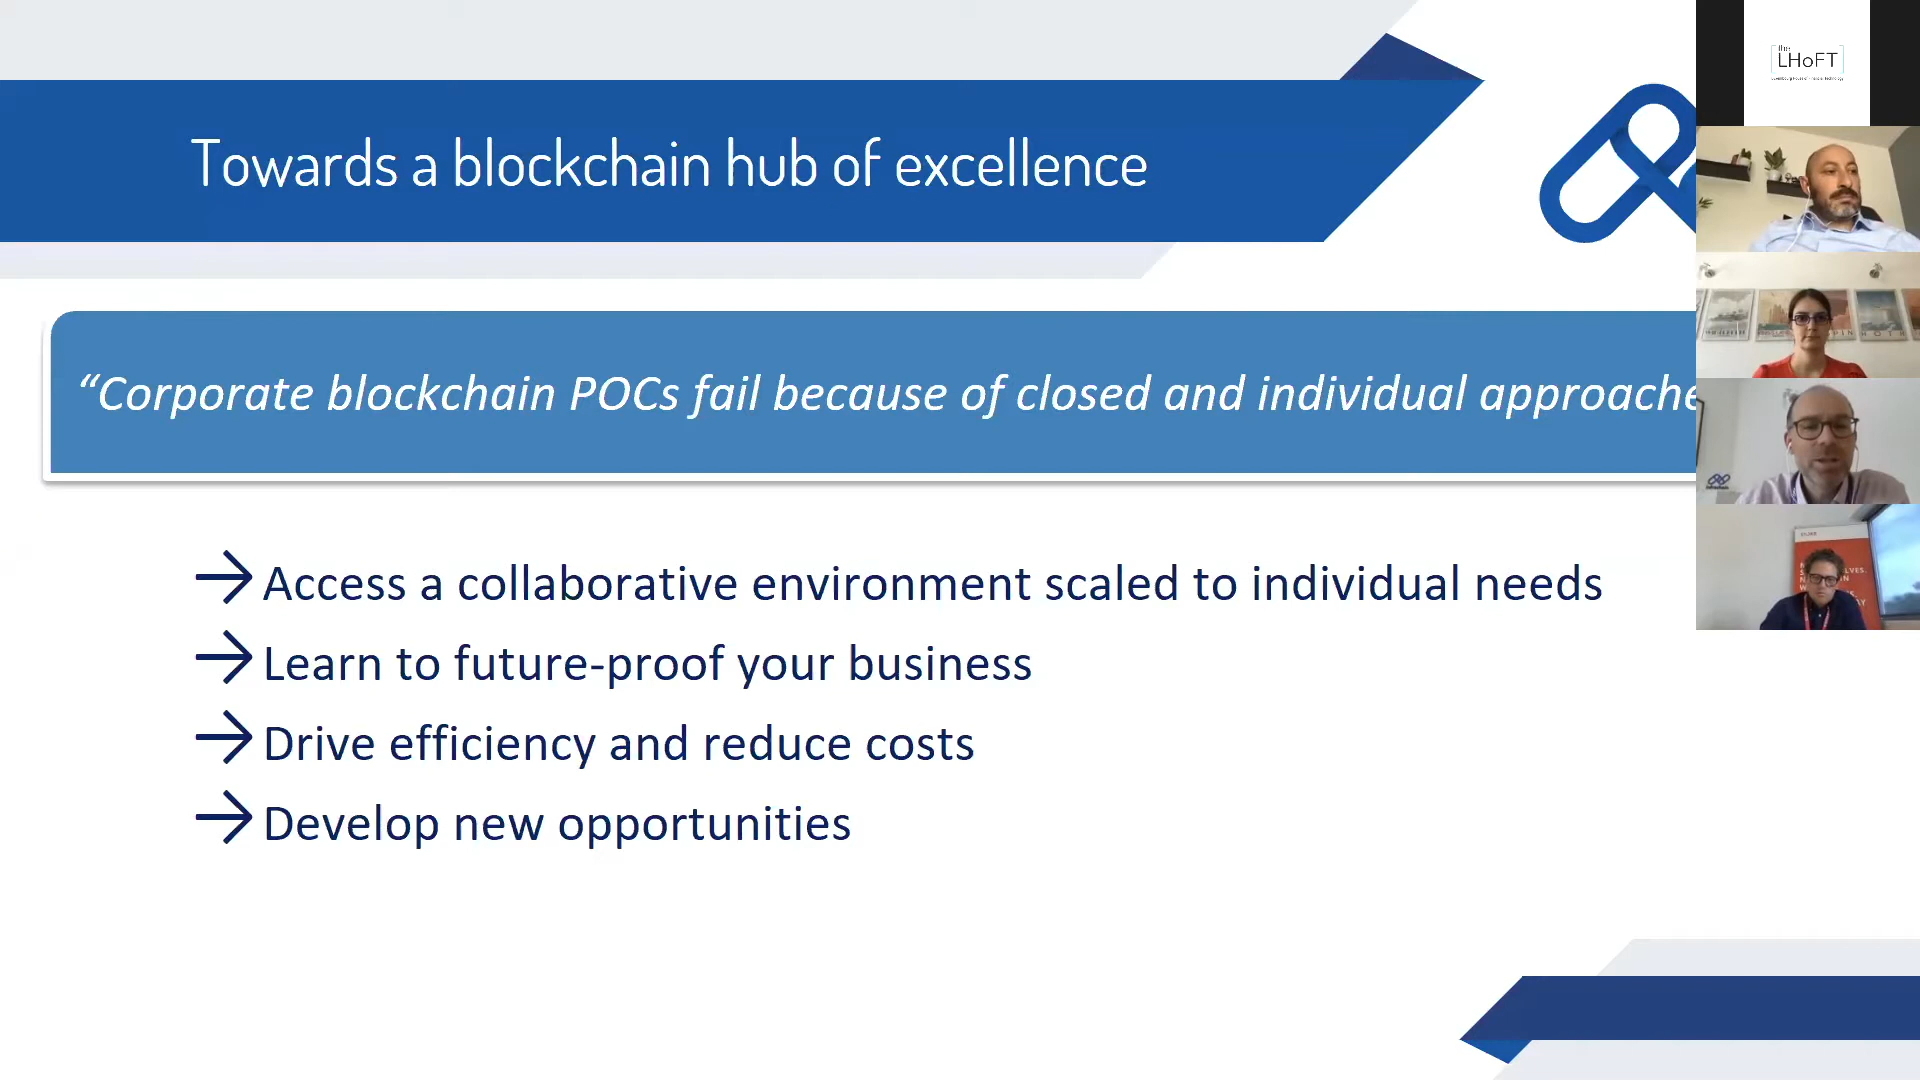 Towards a blockchain hub of excellence
“Corporate blockchain POCs fail because of closed and individual approache
→ Access a collaborative environment scaled to individual needs
→ Learn to future-proof your business
→ Drive efficiency and reduce costs
→ Develop new opportunities
the
LHoFT